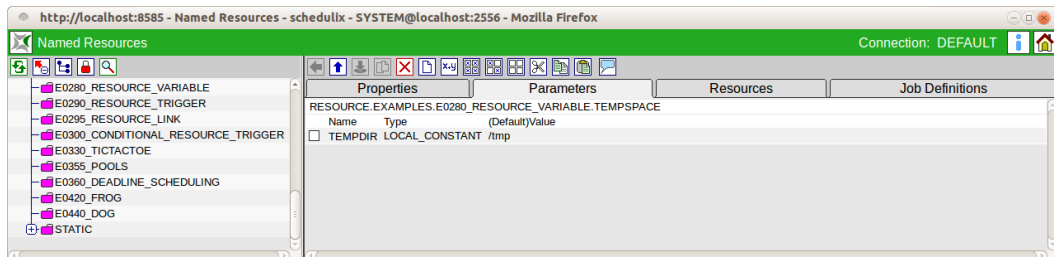 http://localhost:8585 - Named Resources - schedulix - SYSTEM@localhost:2556 - Mozilla Firefox
Named Resources
Connection: DEFAULT
E0280_RESOURCE_VARIABLE
E0290_RESOURCE_TRIGGER
E0295_RESOURCE_LINK
E0300_CONDITIONAL_RESOURCE_TRIGGER
E0330_TICTACTOE
E0355_POOLS
E0360_DEADLINE_SCHEDULING
E0420_FROG
E0440_DOG
STATIC
x,y
Properties Parameters Resources Job Definitions
RESOURCE.EXAMPLES.E0280_RESOURCE_VARIABLE.TEMPSPACE
Name Type (Default)Value
TEMPDIR LOCAL_CONSTANT /tmp